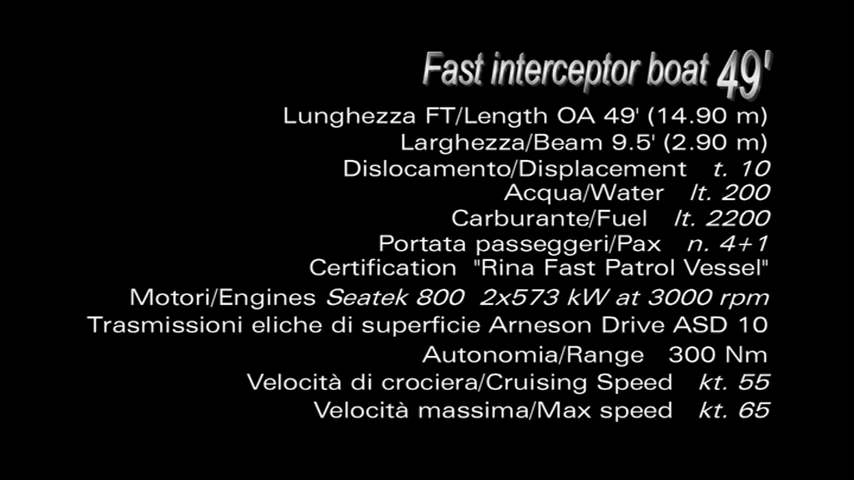 Fast interceptor boat 49'
Lunghezza FT/Length OA 49' (14.90 m)
Larghezza/Beam 9.5' (2.90 m)
Dislocamento/Displacement t. 10
Acqua/Water lt. 200
Carburante/Fuel lt. 2200
Portata passeggeri/Pax n. 4+1
Certification "Rina Fast Patrol Vessel"
Motori/Engines Seatek 800 2x573 kW at 3000 rpm
Trasmissioni eliche di superficie Arneson Drive ASD 10
Autonomia/Range 300 Nm
Velocità di crociera/Cruising Speed kt. 55
Velocità massima/Max speed kt. 65